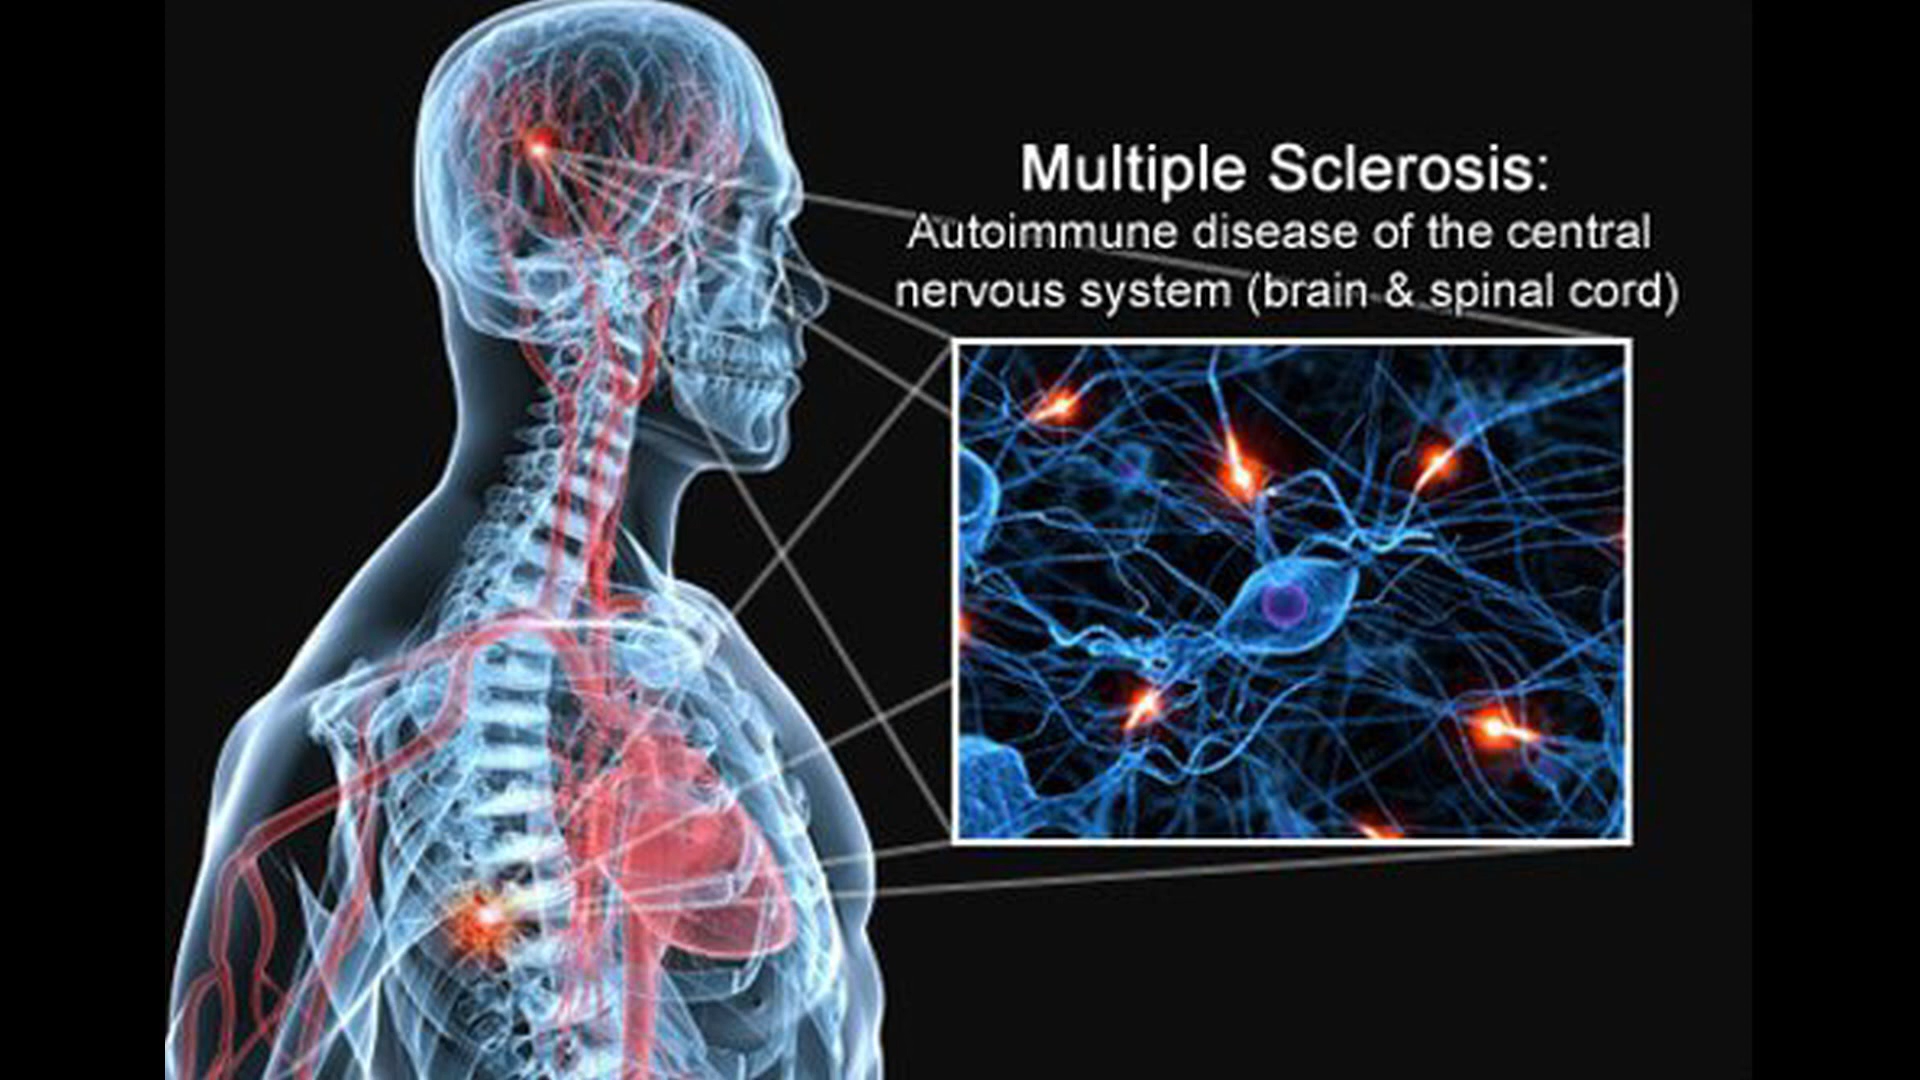 Multiple Sclerosis:
Autoimmune disease of the central
nervous system (brain & spinal cord)